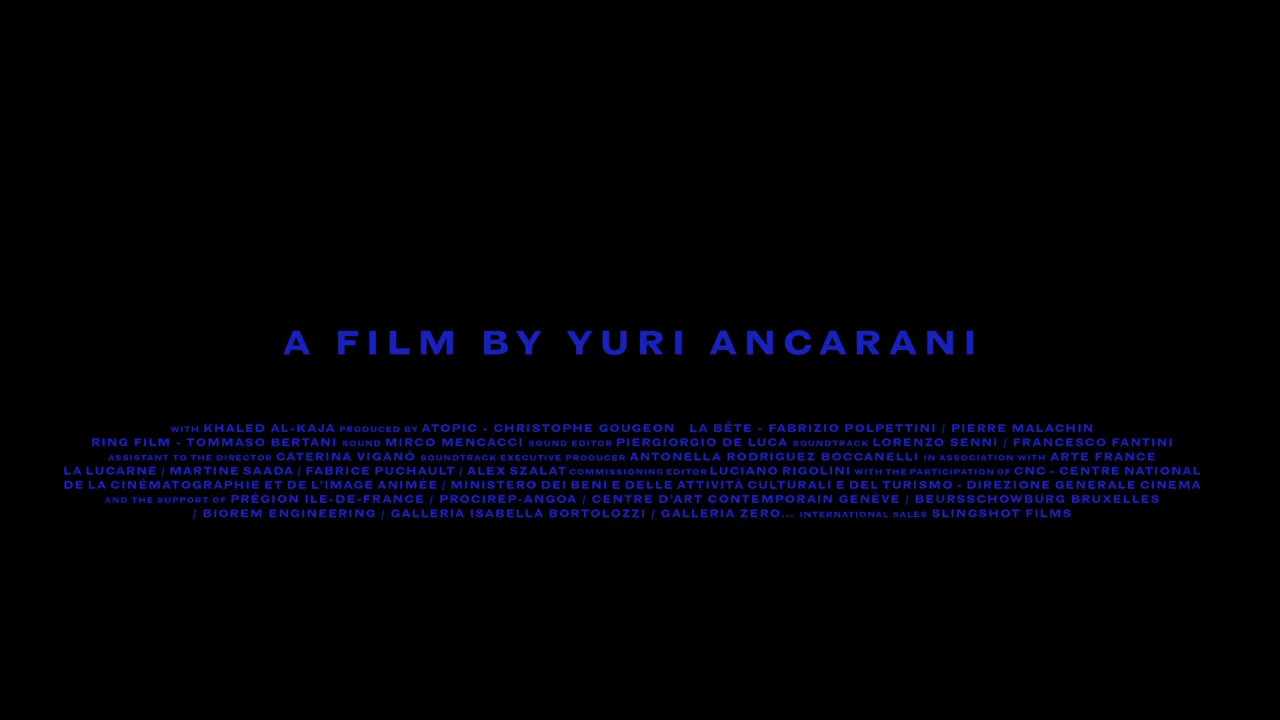 A FILM BY YURI ANCARANI
WITH KHALED AL-KAJA PRODUCED BY ATOPIC - CHRISTOPHE GOUGEON LA BÊTE - FABRIZIO POLPETTINI / PIERRE MALACHIN
RING FILM - TOMMASO BERTANI SOUND MIRCO MENCACCI SOUND EDITOR PIERGIORGIO DE LUCA SOUNDTRACK LORENZO SENNI / FRANCESCO FANTINI
ASSISTANT TO THE DIRECTOR CATERINA VIGANÒ SOUNDTRACK EXECUTIVE PRODUCER ANTONELLA RODRIGUEZ BOCCANELLI IN ASSOCIATION WITH ARTE FRANCE
LA LUCARNE / MARTINE SAADA / FABRICE PUCHAULT / ALEX SZALAT COMMISSIONING EDITOR LUCIANO RIGOLINI WITH THE PARTICIPATION OF CNC - CENTRE NATIONAL
DE LA CINÉMATOGRAPHIE ET DE L'IMAGE ANIMÉE / MINISTERO DEI BENI E DELLE ATTIVITÁ CULTURALI E DEL TURISMO - DIREZIONE GENERALE CINEMA
AND THE SUPPORT OF PRÉGION ILE-DE-FRANCE / PROCIREP-ANGOA / CENTRE D'ART CONTEMPORAIN GENÉVE / BEURSSCHOWBURG BRUXELLES
/ BIOREM ENGINEERING / GALLERIA ISABELLA BORTOLOZZI / GALLERIA ZERO... INTERNATIONAL SALES SLINGSHOT FILMS